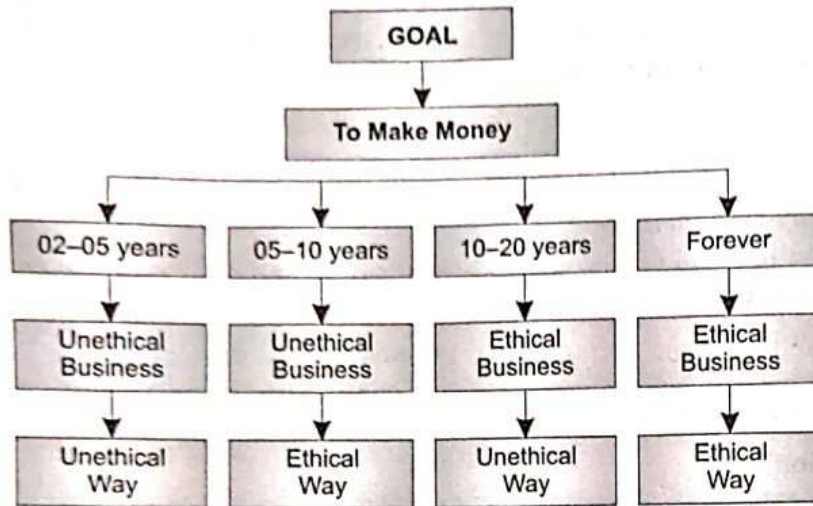 GOAL
To Make Money
02–05 years
05–10 years
10–20 years
Forever
Unethical
Business
Unethical
Business
Ethical
Business
Ethical
Business
Unethical
Way
Ethical
Way
Unethical
Way
Ethical
Way